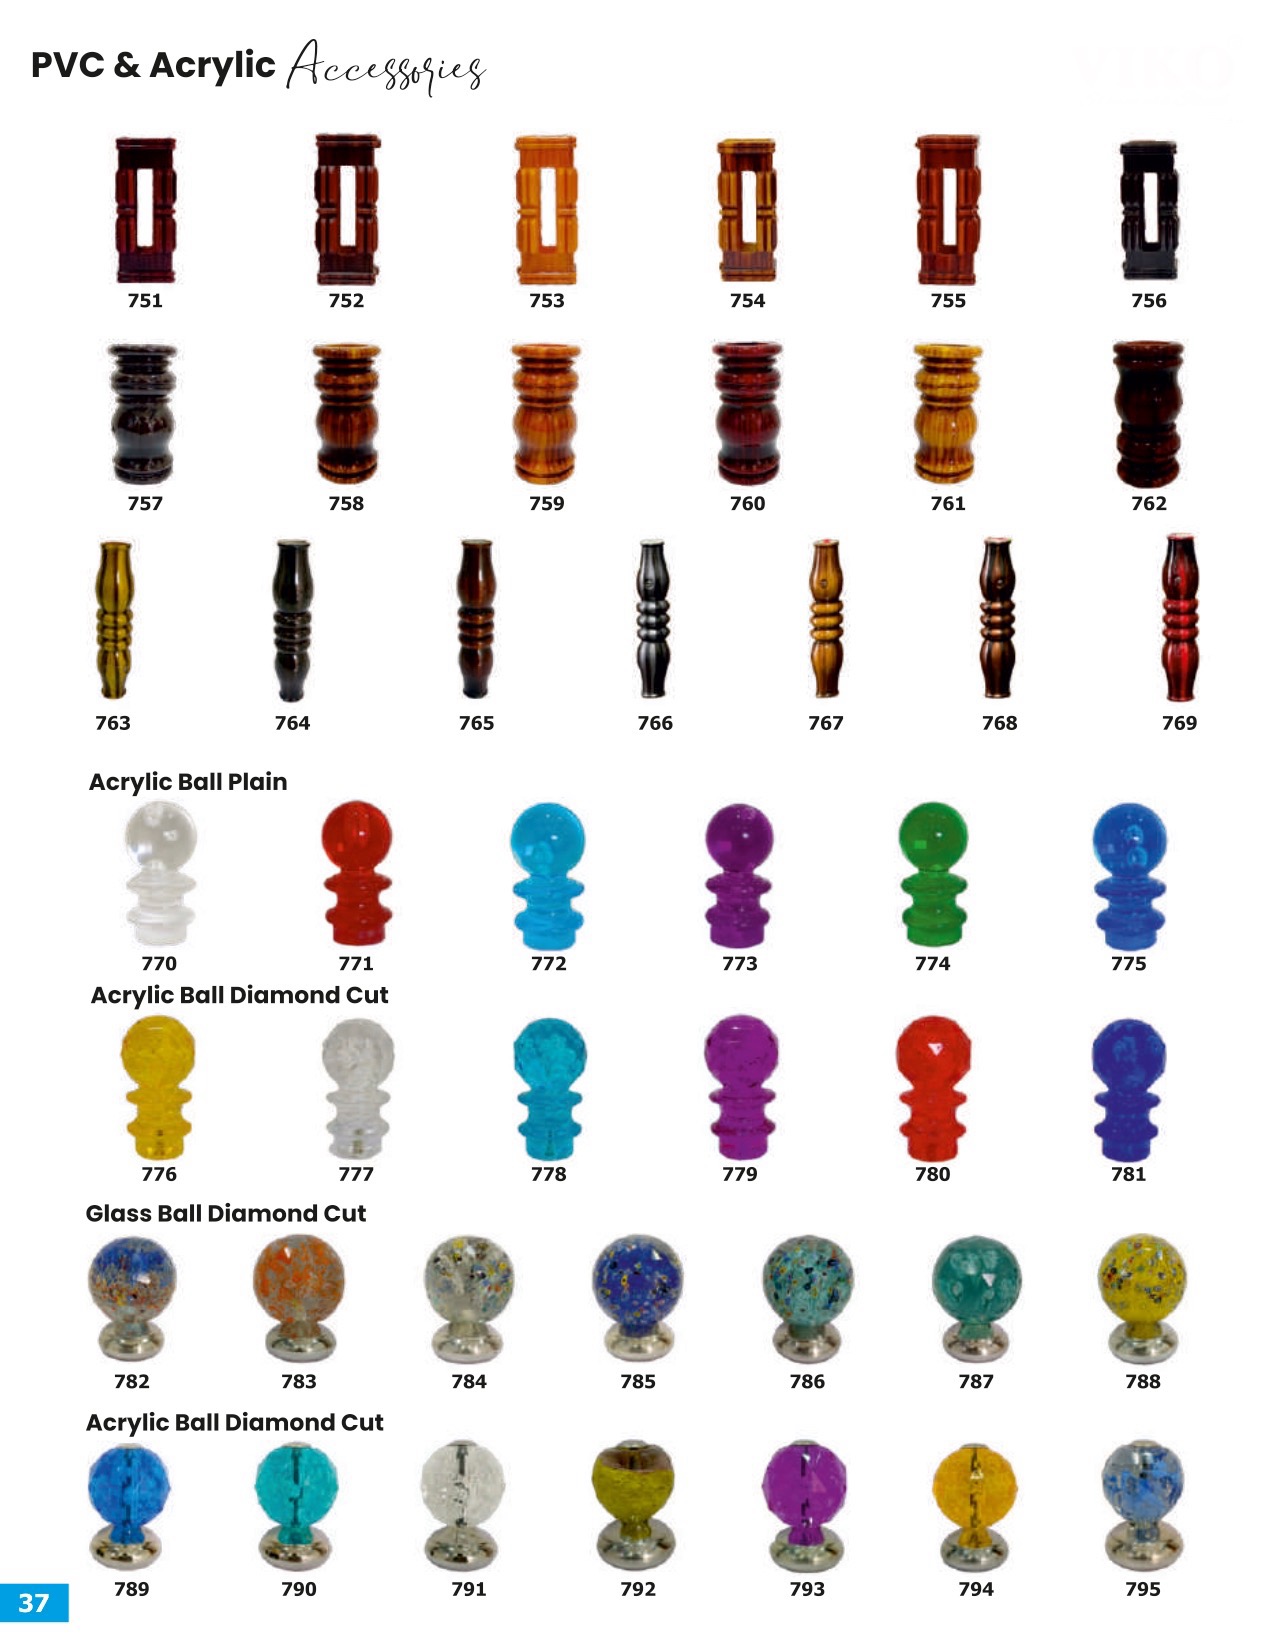 PVC & Acrylic Accessories
751 752 753 754 755 756
757 758 759 760 761 762
763 764 765 766 767 768 769
Acrylic Ball Plain
770 771 772 773 774 775
Acrylic Ball Diamond Cut
776 777 778 779 780 781
Glass Ball Diamond Cut
782 783 784 785 786 787 788
Acrylic Ball Diamond Cut
789 790 791 792 793 794 795
37